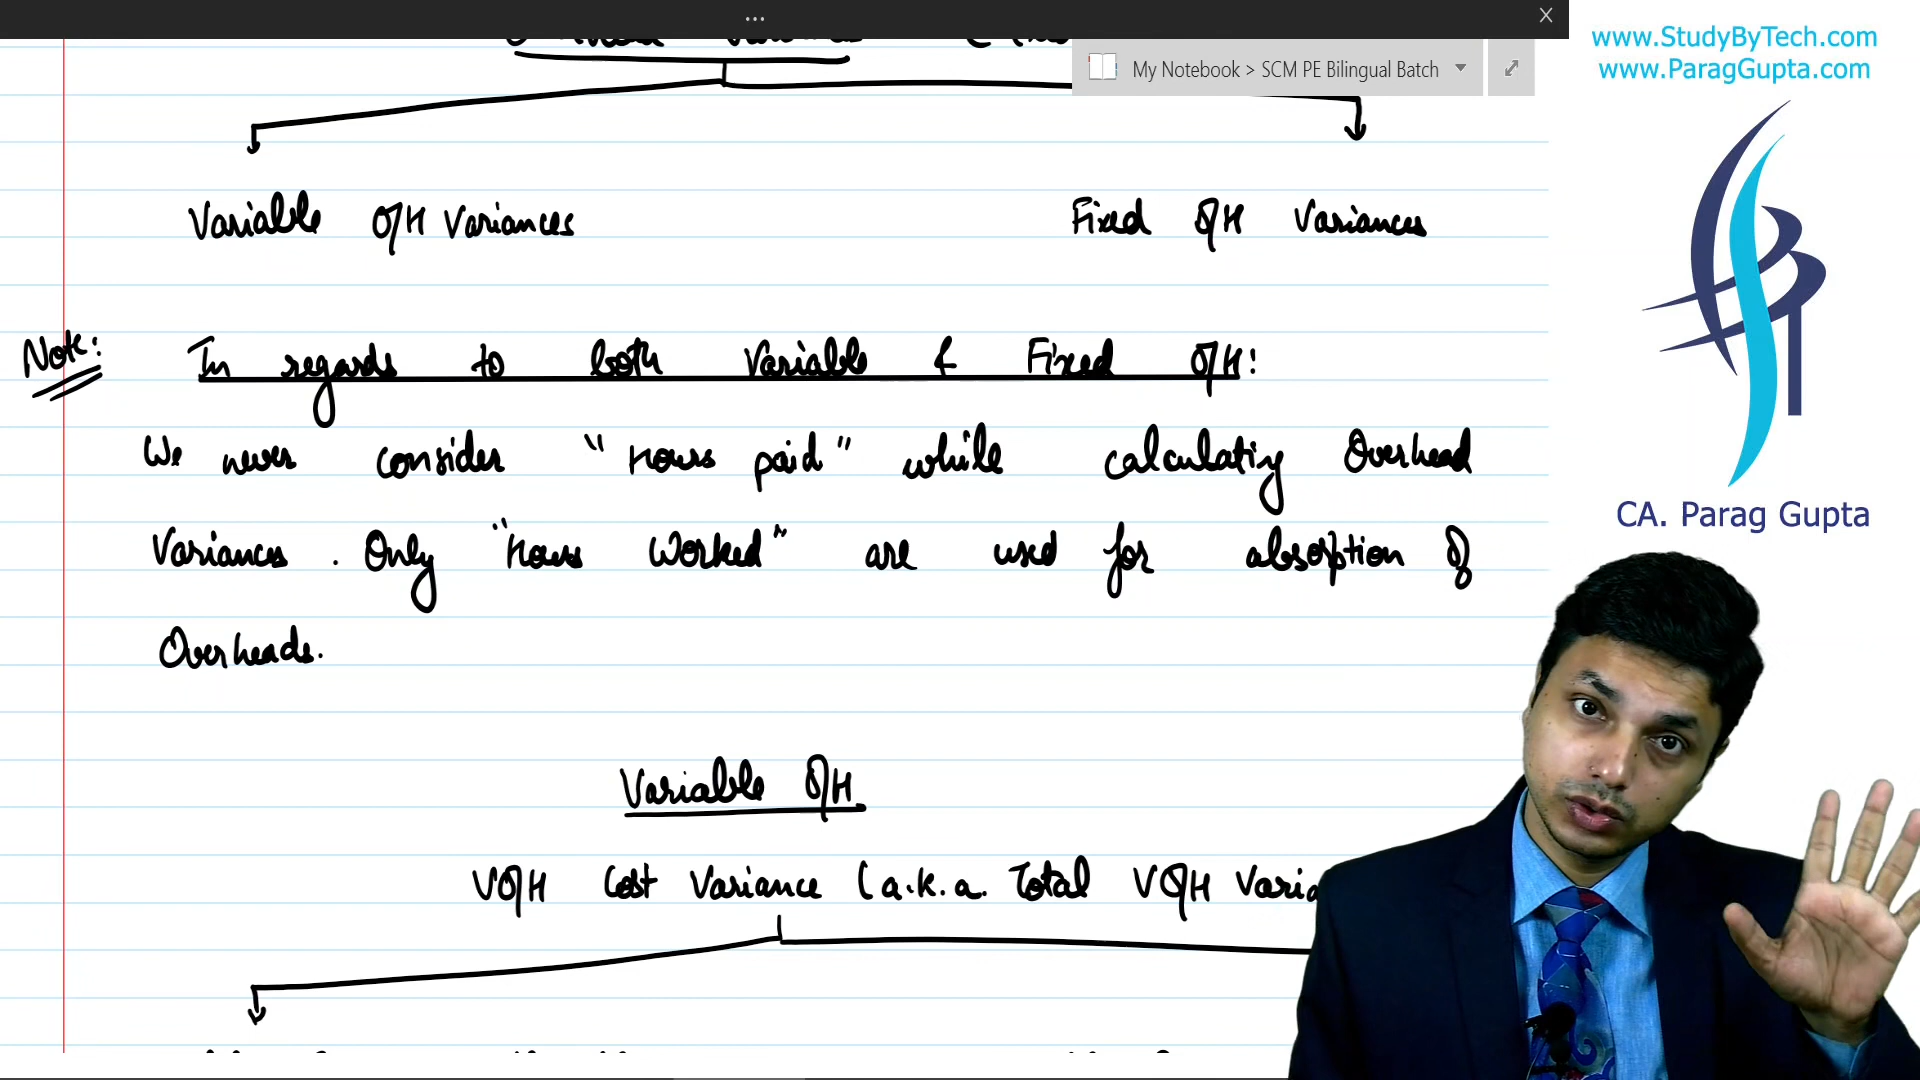 ...
www.StudyByTech.com
www.ParagGupta.com
My Notebook > SCM PE Bilingual Batch
Variable O/H Variances
Fixed O/H Variances
Note: In regards to both Variable & Fixed O/H:
We never consider "Hours paid" while calculating Overhead
Variances. Only "Hours Worked" are used for absorption of
Overheads.
CA. Parag Gupta
Variable O/H
VO/H Cost Variance (a.k.a. Total VO/H